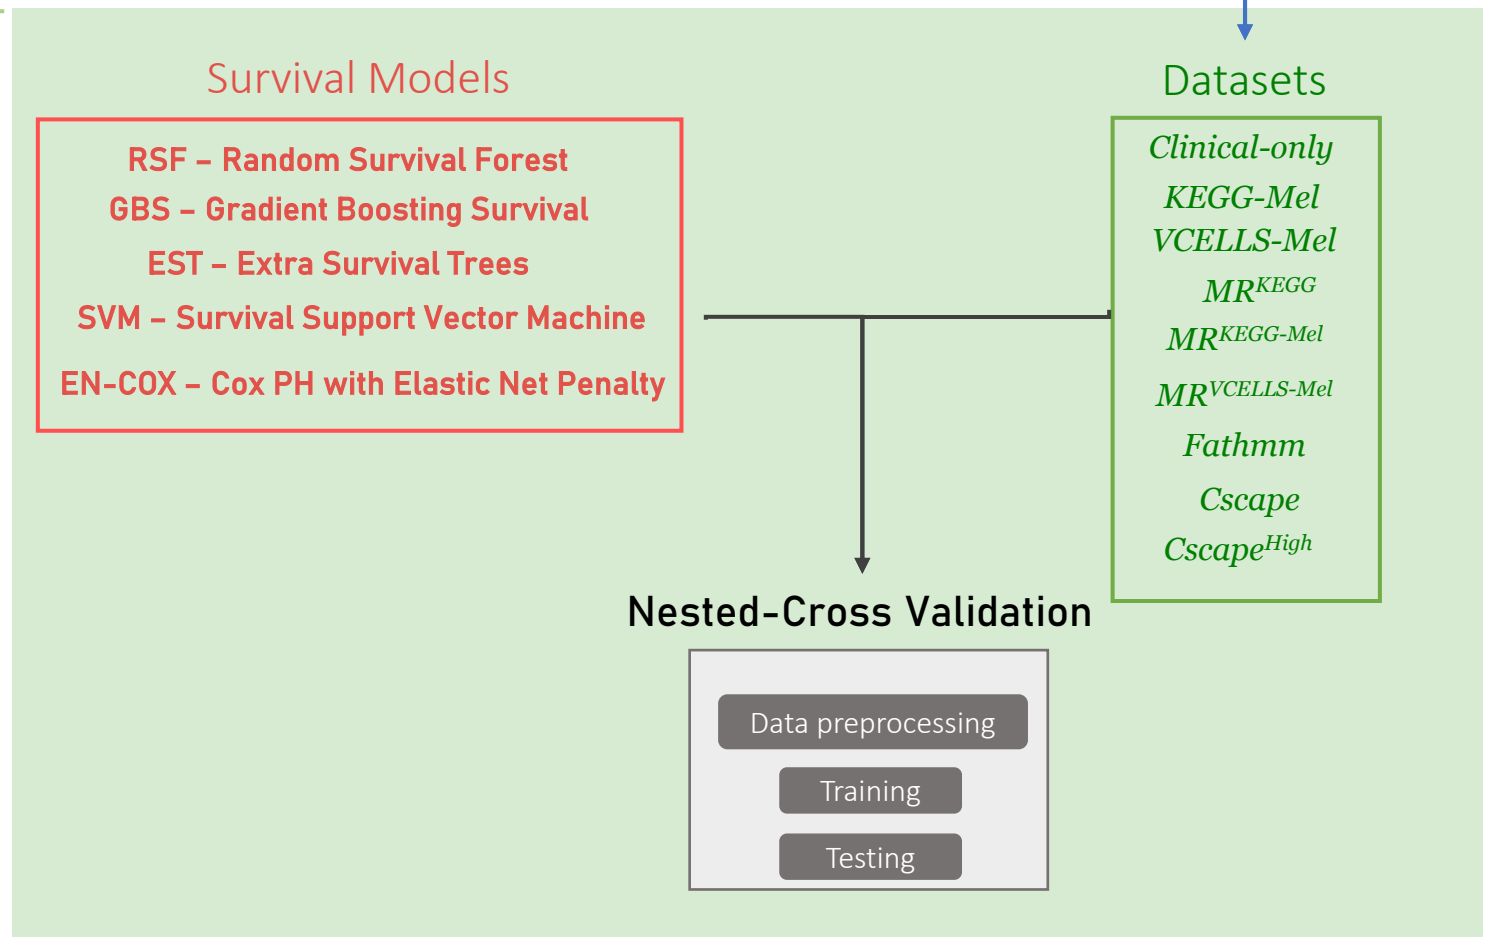 Survival Models
RSF – Random Survival Forest
GBS – Gradient Boosting Survival
EST – Extra Survival Trees
SVM – Survival Support Vector Machine
EN-COX – Cox PH with Elastic Net Penalty
Datasets
Clinical-only
KEGG-Mel
VCELLS-Mel
MR^KEGG
MR^KEGG-Mel
MR^VCELLS-Mel
Fathmm
Cscape
Cscape^High
Nested-Cross Validation
Data preprocessing
Training
Testing